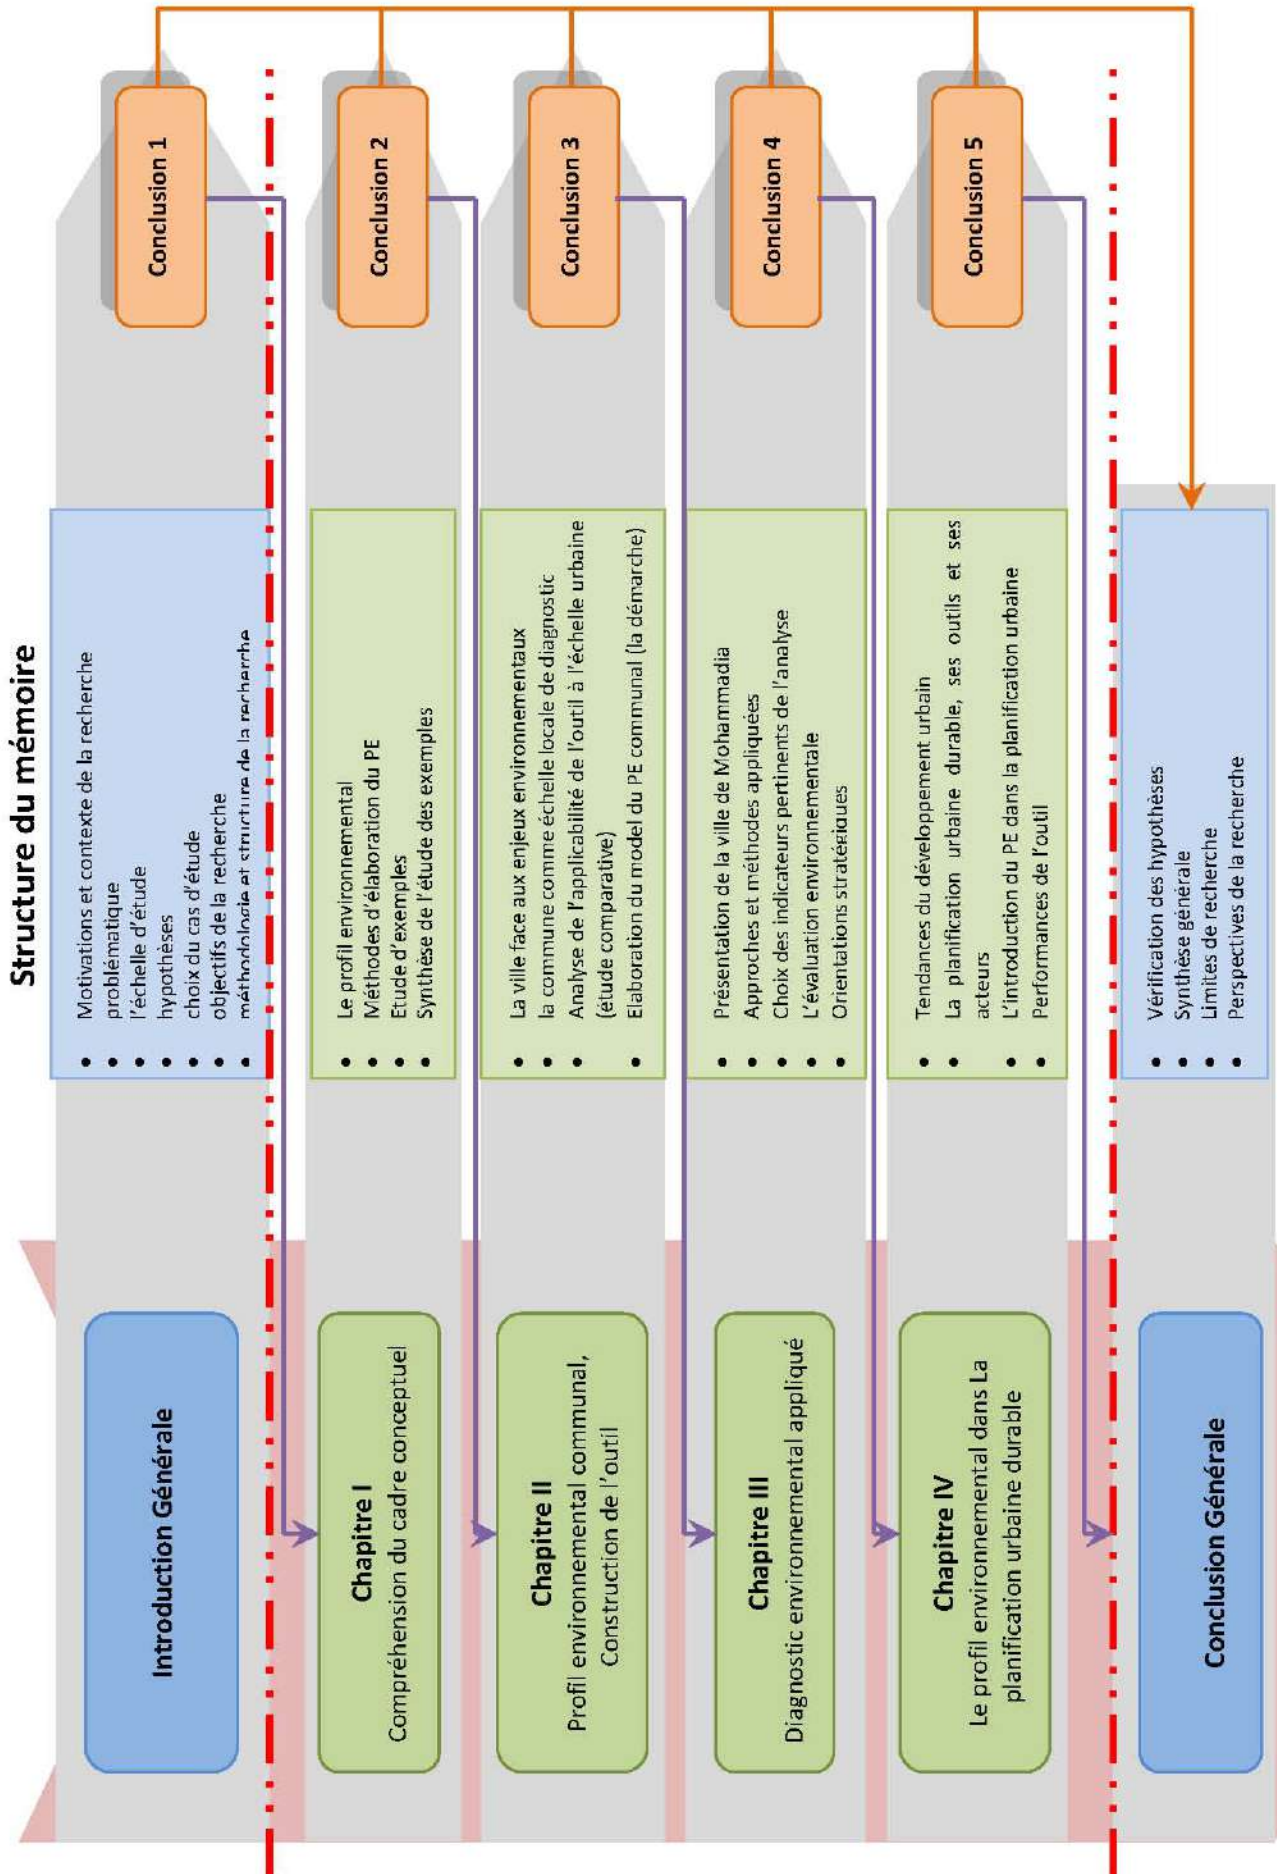 Structure du mémoire
Introduction Générale
• Motivations et contexte de la recherche
• problématique
• l'échelle d'étude
• hypothèses
• choix du cas d'étude
• objectifs de la recherche
• méthodologie et structure de la recherche
Conclusion 1
Chapitre I
Compréhension du cadre conceptuel
• Le profil environnemental
• Méthodes d'élaboration du PE
• Etude d'exemples
• Synthèse de l'étude des exemples
Conclusion 2
Chapitre II
Profil environnemental communal,
Construction de l'outil
• La ville face aux enjeux environnementaux
• la commune comme échelle locale de diagnostic
• Analyse de l'applicabilité de l'outil à l'échelle urbaine
(étude comparative)
• Elaboration du model du PE communal (la démarche)
Conclusion 3
Chapitre III
Diagnostic environnemental appliqué
• Présentation de la ville de Mohammadia
• Approches et méthodes appliquées
• Choix des indicateurs pertinents de l'analyse
• L'évaluation environnementale
• Orientations stratégiques
Conclusion 4
Chapitre IV
Le profil environnemental dans La
planification urbaine durable
• Tendances du développement urbain
• La planification urbaine durable, ses outils et ses
acteurs
• L'introduction du PE dans la planification urbaine
• Performances de l'outil
Conclusion 5
Conclusion Générale
• Vérification des hypothèses
• Synthèse générale
• Limites de recherche
• Perspectives de la recherche